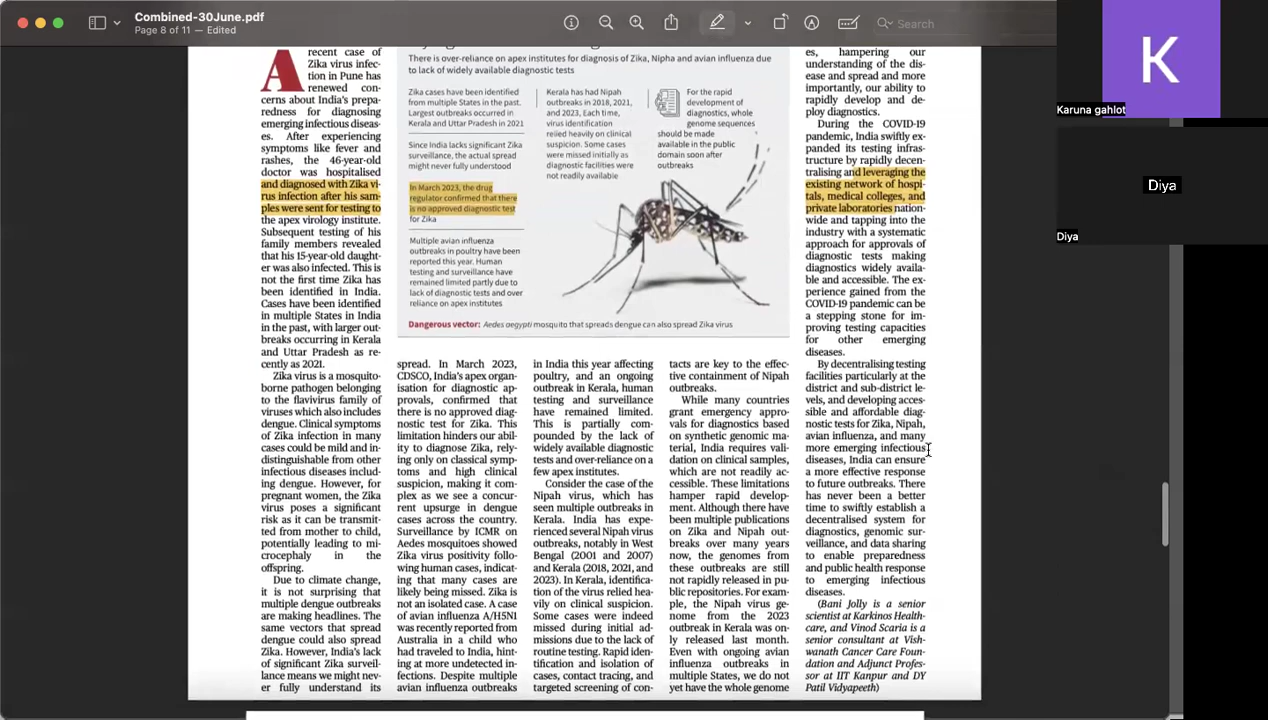 Combined-30June.pdf
Page 8 of 11 — Edited
Search
K
Karuna gahlot
Diya
Diya
A recent case of
Zika virus infec-
tion in Pune has
renewed con-
cerns about India's prepa-
redness for diagnosing
emerging infectious diseas-
es. After experiencing
symptoms like fever and
rashes, the 46-year-old
doctor was hospitalised
and diagnosed with Zika vi-
rus infection after his sam-
ples were sent for testing to
the apex virology institute.
Subsequent testing of his
family members revealed
that his 15-year-old daught-
er was also infected. This is
not the first time Zika has
been identified in India.
Cases have been identified
in multiple States in India
in the past, with larger out-
breaks occurring in Kerala
and Uttar Pradesh as re-
cently as 2021.
Zika virus is a mosquito-
borne pathogen belonging
to the flavivirus family of
viruses which also includes
dengue. Clinical symptoms
of Zika infection in many
cases could be mild and in-
distinguishable from other
infectious diseases includ-
ing dengue. However, for
pregnant women, the Zika
virus poses a significant
risk as it can be transmit-
ted from mother to child,
potentially leading to mi-
crocephaly in the
offspring.
Due to climate change,
it is not surprising that
multiple dengue outbreaks
are making headlines. The
same vectors that spread
dengue could also spread
Zika. However, India's lack
of significant Zika surveil-
lance means we might nev-
er fully understand its
There is over-reliance on apex institutes for diagnosis of Zika, Nipha and avian influenza due
to lack of widely available diagnostic tests
Zika cases have been identified
from multiple States in the past.
Largest outbreaks occurred in
Kerala and Uttar Pradesh in 2021
Since India lacks significant Zika
surveillance, the actual spread
might never fully understood
In March 2023, the drug
regulator confirmed that there
is no approved diagnostic test
for Zika
Multiple avian influenza
outbreaks in poultry have been
reported this year. Human
testing and surveillance have
remained limited partly due to
lack of diagnostic tests and over
reliance on apex institutes
Kerala has had Nipah
outbreaks in 2018, 2021,
and 2023, Each time,
virus identification
relied heavily on clinical
suspicion. Some cases
were missed initially as
diagnostic facilities were
not readily available
For the rapid
development of
diagnostics, whole
genome sequences
should be made
available in the public
domain soon after
outbreaks
Dangerous vector: Aedes aegypti mosquito that spreads dengue can also spread Zika virus
spread. In March 2023,
CDSCO, India's apex organ-
isation for diagnostic ap-
provals, confirmed that
there is no approved diag-
nostic test for Zika. This
limitation hinders our abil-
ity to diagnose Zika, rely-
ing only on classical symp-
toms and high clinical
suspicion, making it com-
plex as we see a concur-
rent upsurge in dengue
cases across the country.
Surveillance by ICMR on
Aedes mosquitoes showed
Zika virus positivity follo-
wing human cases, indicat-
ing that many cases are
likely being missed. Zika is
not an isolated case. A case
of avian influenza A/H5N1
was recently reported from
Australia in a child who
had traveled to India, hint-
ing at more undetected in-
fections. Despite multiple
avian influenza outbreaks
in India this year affecting
poultry, and an ongoing
outbreak in Kerala, human
testing and surveillance
have remained limited.
This is partially com-
pounded by the lack of
widely available diagnostic
tests and over-reliance on a
few apex institutes.
Consider the case of the
Nipah virus, which has
seen multiple outbreaks in
Kerala. India has expe-
rienced several Nipah virus
outbreaks, notably in West
Bengal (2001 and 2007)
and Kerala (2018, 2021, and
2023). In Kerala, identifica-
tion of the virus relied hea-
vily on clinical suspicion.
Some cases were indeed
missed during initial ad-
missions due to the lack of
routine testing. Rapid iden-
tification and isolation of
cases, contact tracing, and
targeted screening of con-
tacts are key to the effec-
tive containment of Nipah
outbreaks.
While many countries
grant emergency appro-
vals for diagnostics based
on synthetic genomic ma-
terial, India requires vali-
dation on clinical samples,
which are not readily ac-
cessible. These limitations
hamper rapid develop-
ment. Although there have
been multiple publications
on Zika and Nipah out-
breaks over many years
now, the genomes from
these outbreaks are still
not rapidly released in pu-
blic repositories. For exam-
ple, the Nipah virus ge-
nome from the 2023
outbreak in Kerala was on-
ly released last month.
Even with ongoing avian
influenza outbreaks in
multiple States, we do not
yet have the whole genome
es, hampering our
understanding of the dis-
ease and spread and more
importantly, our ability to
rapidly develop and de-
ploy diagnostics.
During the COVID-19
pandemic, India swiftly ex-
panded its testing infras-
tructure by rapidly decen-
tralising and leveraging the
existing network of hospi-
tals, medical colleges, and
private laboratories nation-
wide and tapping into the
industry with a systematic
approach for approvals of
diagnostic tests making
diagnostics widely availa-
ble and accessible. The ex-
perience gained from the
COVID-19 pandemic can be
a stepping stone for im-
proving testing capacities
for other emerging
diseases.
By decentralising testing
facilities particularly at the
district and sub-district le-
vels, and developing acces-
sible and affordable diag-
nostic tests for Zika, Nipah,
avian influenza, and many
more emerging infectious
diseases, India can ensure
a more effective response
to future outbreaks. There
has never been a better
time to swiftly establish a
decentralised system for
diagnostics, genomic sur-
veillance, and data sharing
to enable preparedness
and public health response
to emerging infectious
diseases.
(Bani Jolly is a senior
scientist at Karkinos Health-
care, and Vinod Scaria is a
senior consultant at Vish-
wanath Cancer Care Foun-
dation and Adjunct Profes-
sor at IIT Kanpur and DY
Patil Vidyapeeth)